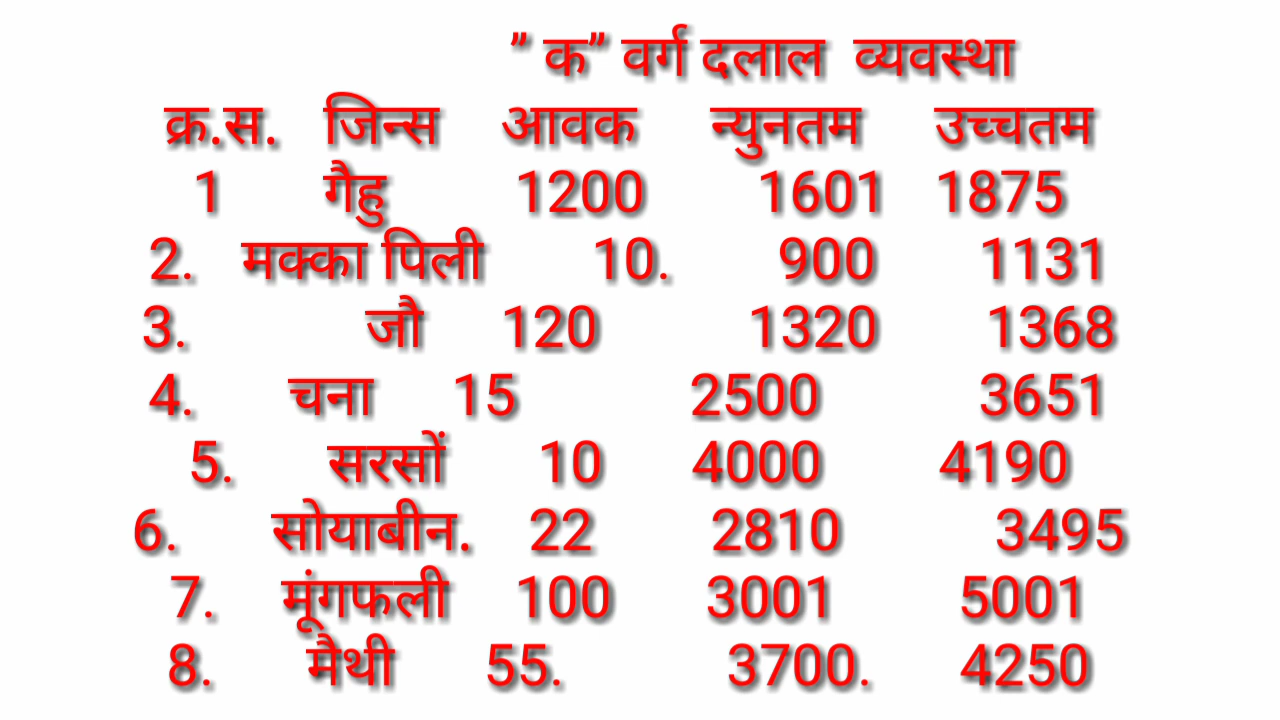 ” क” वर्ग दलाल व्यवस्था
क्र.स. जिन्स आवक न्युनतम उच्चतम
1 गैहु 1200 1601 1875
2. मक्का पिली 10. 900 1131
3. जौ 120 1320 1368
4. चना 15 2500 3651
5. सरसों 10 4000 4190
6. सोयाबीन. 22 2810 3495
7. मूंगफली 100 3001 5001
8. मैथी 55. 3700. 4250